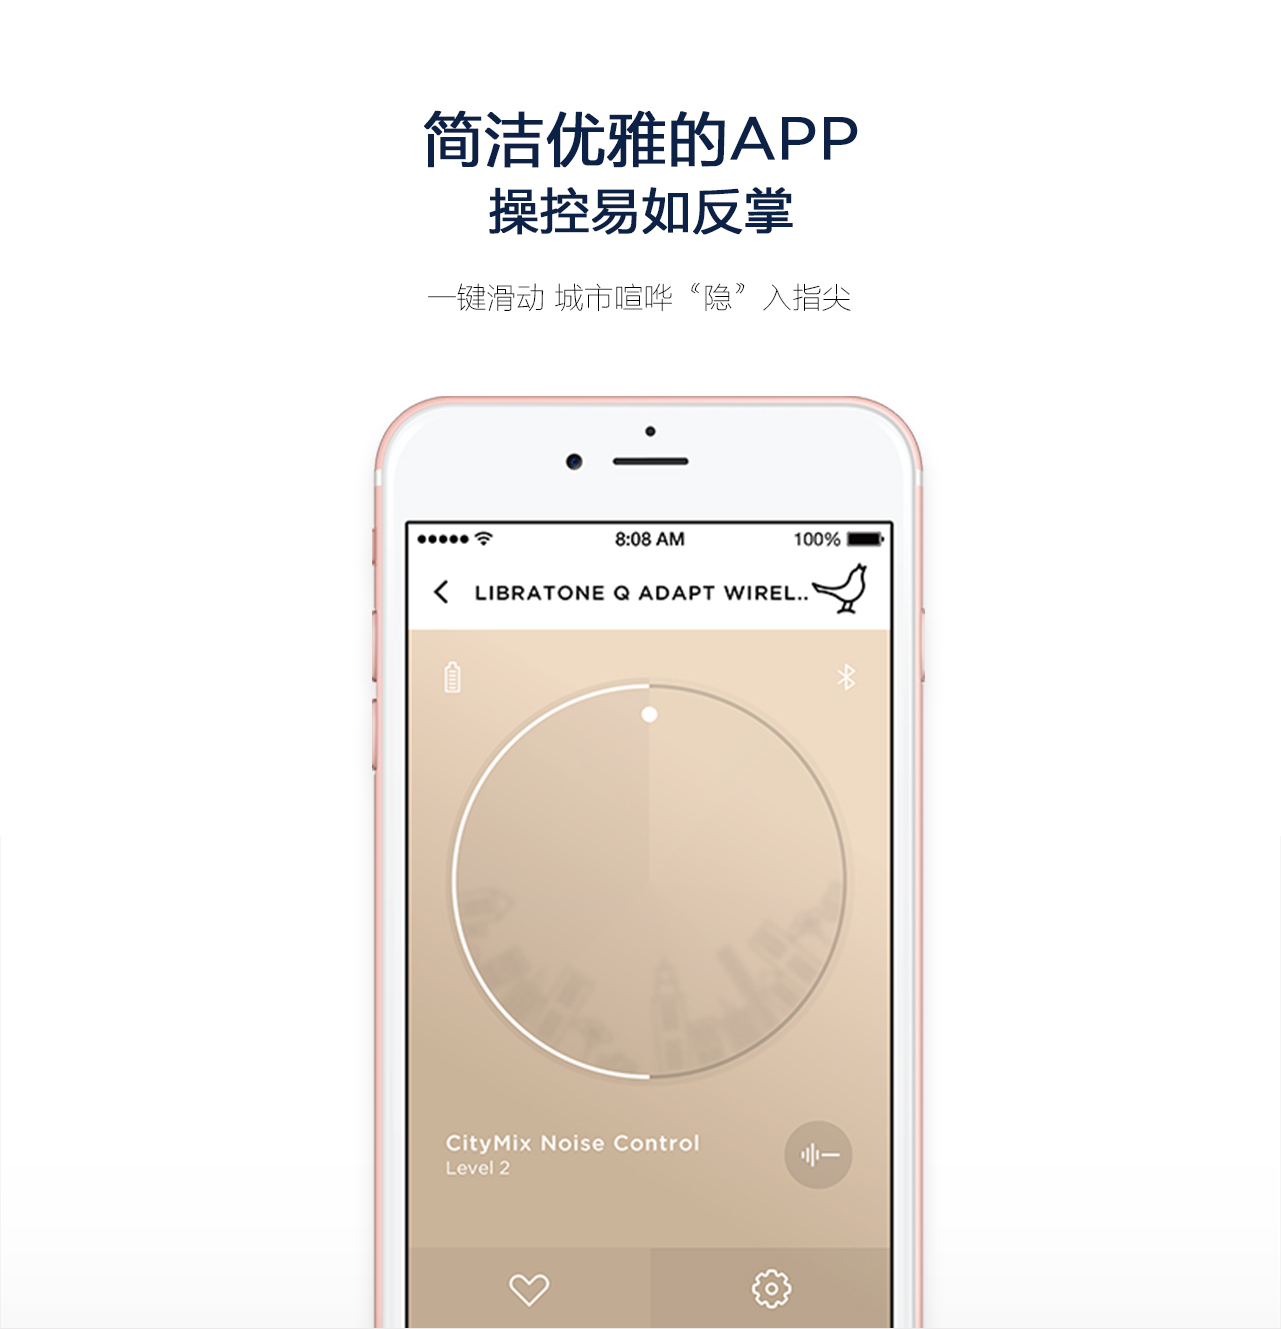 简洁优雅的APP
操控易如反掌
一键滑动 城市喧哗“隐”入指尖
8:08 AM 100%
LIBRATONE Q ADAPT WIREL..
CityMix Noise Control
Level 2